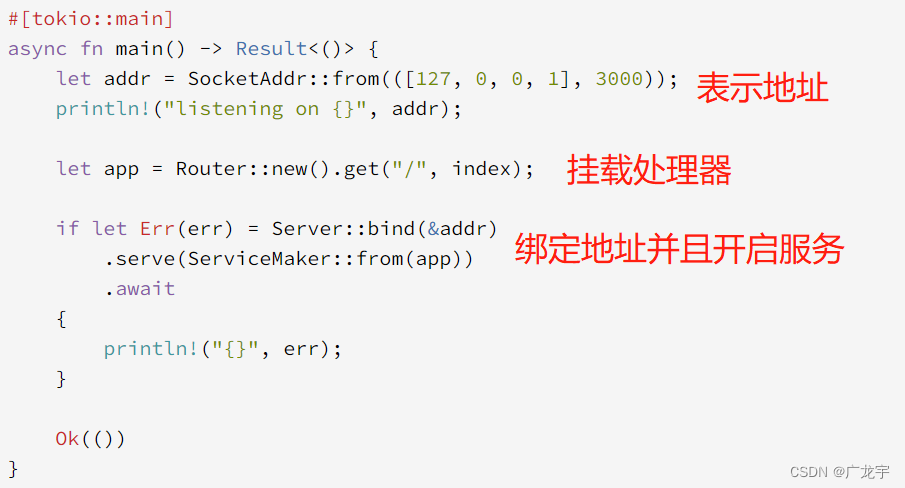 #[tokio::main]
async fn main() -> Result<()> {
    let addr = SocketAddr::from(([127, 0, 0, 1], 3000));
表示地址
    println!("listening on {}", addr);
    let app = Router::new().get("/", index);
挂载处理器
    if let Err(err) = Server::bind(&addr)
绑定地址并且开启服务
        .serve(ServiceMaker::from(app))
        .await
    {
        println!("{}", err);
    }
    Ok(())
}
CSDN @广龙宇